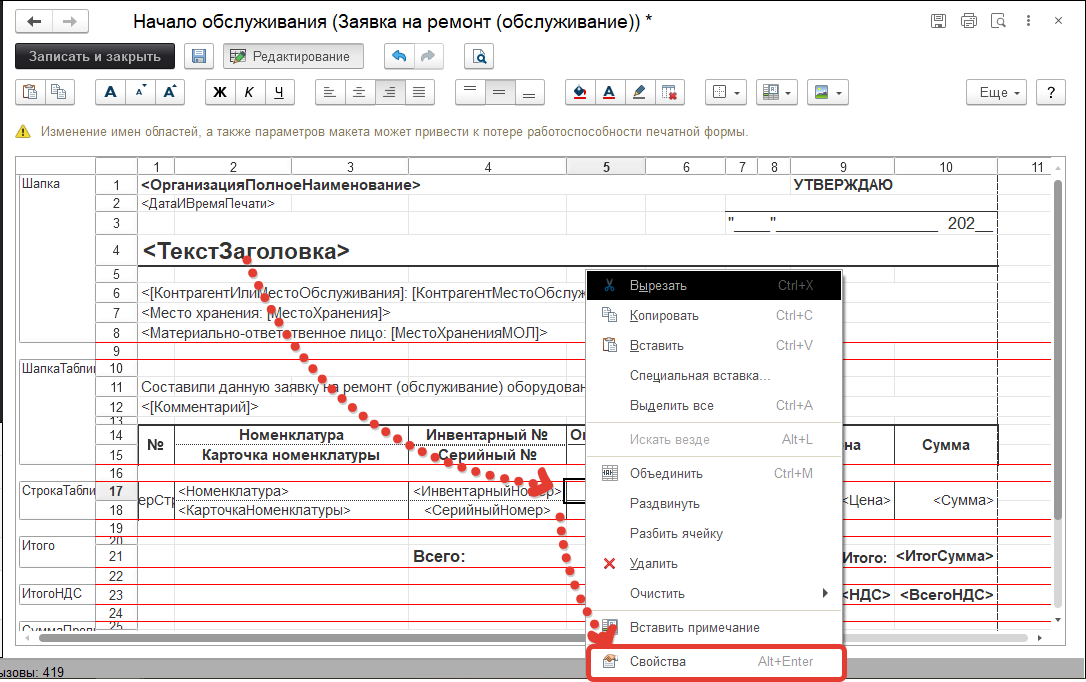 Начало обслуживания (Заявка на ремонт (обслуживание)) *
Записать и закрыть
Редактирование
А А А Ж К Ч А Еще ?
Изменение имен областей, а также параметров макета может привести к потере работоспособности печатной формы.
1 2 3 4 5 6 7 8 9 10 11
Шапка 1 <ОрганизацияПолноеНаименование> УТВЕРЖДАЮ
2 <ДатаИВремяПечати>
3 "____"____________________ 202__
4 <ТекстЗаголовка>
5
6 <[КонтрагентИлиМестоОбслуживания]: [КонтрагентМестоОбслу
7 <Место хранения: [МестоХранения]>
8 <Материально-ответственное лицо: [МестоХраненияМОЛ]>
9
ШапкаТабли 10
11 Составили данную заявку на ремонт (обслуживание) оборудован
12 <[Комментарий]>
13
14 № Номенклатура Инвентарный № Оп на Сумма
15 Карточка номенклатуры Серийный №
16
СтрокаТабли 17 ерСтр <Номенклатура> <ИнвентарныйНомер> <Цена> <Сумма>
18 <КарточкаНоменклатуры> <СерийныйНомер>
19
Итого 20
21 Всего: Итого: <ИтогСумма>
22
ИтогоНДС 23 <НДС> <ВсегоНДС>
24
СуммаПроп 25
Вырезать Ctrl+X
Копировать Ctrl+C
Вставить Ctrl+V
Специальная вставка...
Выделить все Ctrl+A
Искать везде Alt+L
Объединить Ctrl+M
Раздвинуть
Разбить ячейку
Удалить
Очистить
Вставить примечание
Свойства Alt+Enter
ызовы: 419